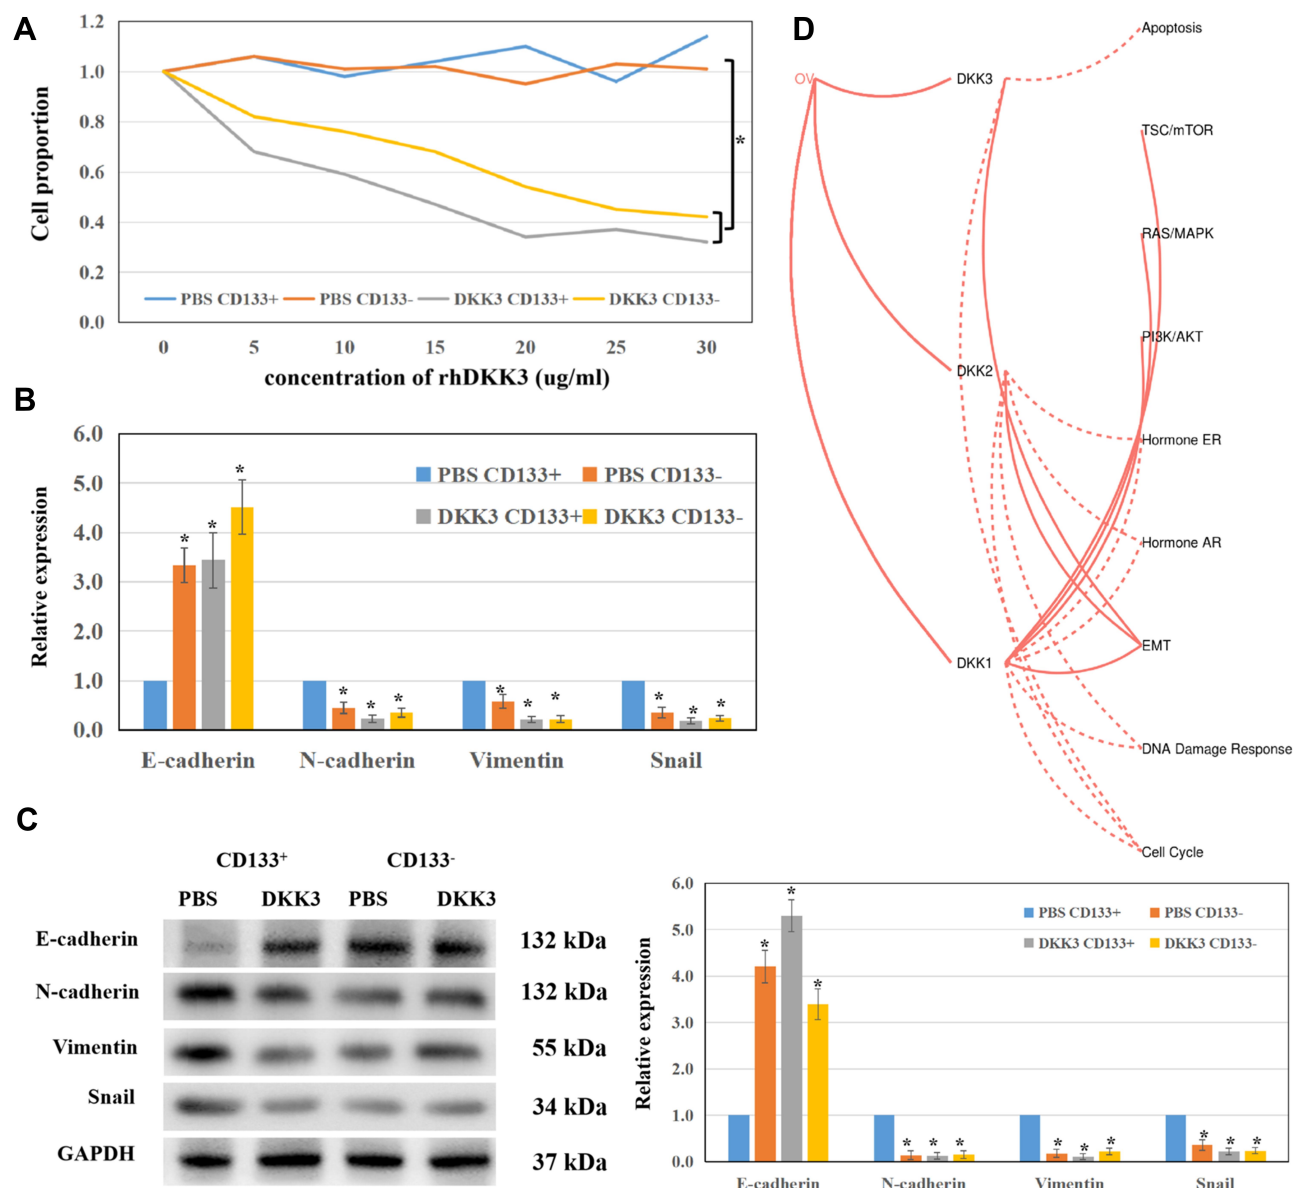 A
1.2
1.0
0.8
0.6
0.4
0.2
0.0
Cell proportion
*
PBS CD133+ PBS CD133- DKK3 CD133+ DKK3 CD133-
0 5 10 15 20 25 30
concentration of rhDKK3 (ug/ml)
B
6.0
5.0
4.0
3.0
2.0
1.0
0.0
Relative expression
PBS CD133+ PBS CD133-
DKK3 CD133+ DKK3 CD133-
* * *
* * *
* * *
* * *
E-cadherin N-cadherin Vimentin Snail
C
CD133+ CD133-
PBS DKK3 PBS DKK3
E-cadherin 132 kDa
N-cadherin 132 kDa
Vimentin 55 kDa
Snail 34 kDa
GAPDH 37 kDa
6.0
5.0
4.0
3.0
2.0
1.0
0.0
Relative expression
PBS CD133+ PBS CD133-
DKK3 CD133+ DKK3 CD133-
* * *
* * *
* * *
* * *
E-cadherin N-cadherin Vimentin Snail
D
OV
DKK3
DKK2
DKK1
Apoptosis
TSC/mTOR
RAS/MAPK
PI3K/AKT
Hormone ER
Hormone AR
EMT
DNA Damage Response
Cell Cycle